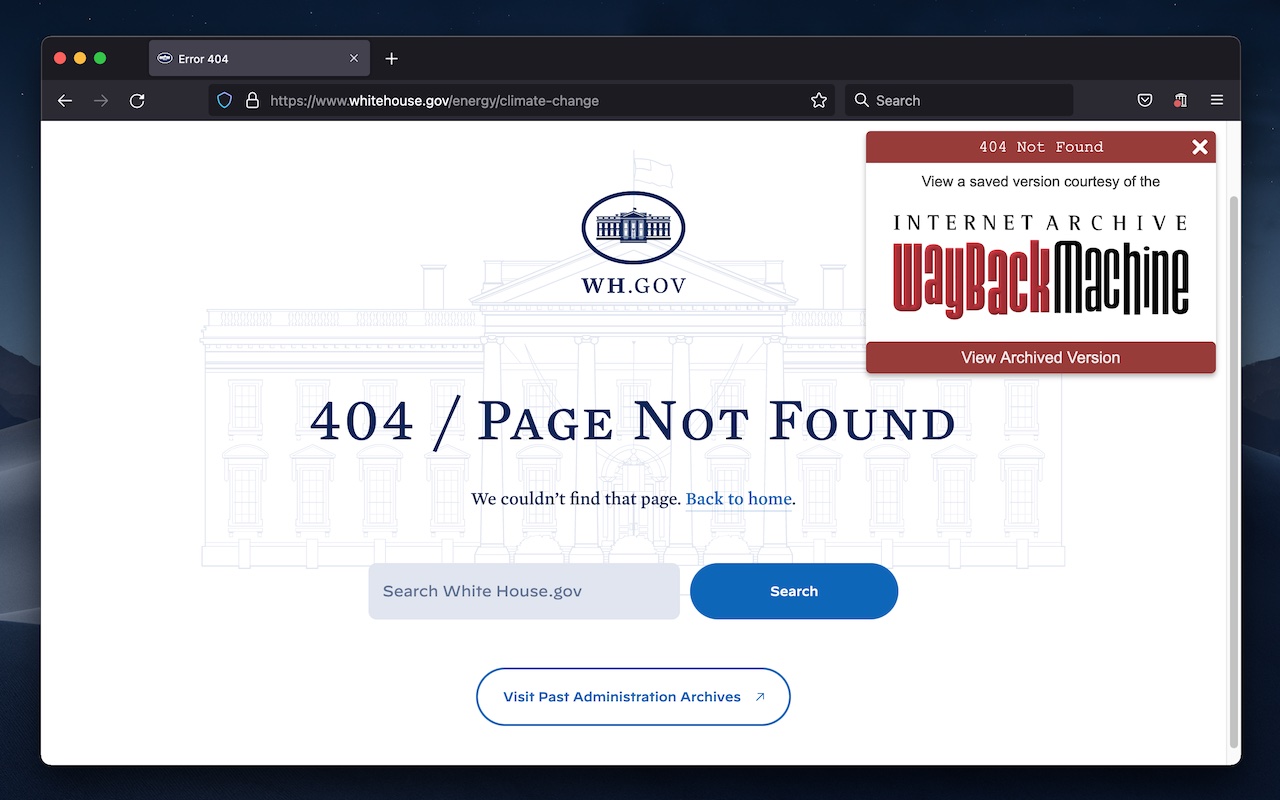 Error 404
https://www.whitehouse.gov/energy/climate-change
Search
404 Not Found
View a saved version courtesy of the
INTERNET ARCHIVE
WayBackMachine
View Archived Version
WH.GOV
404 / Page Not Found
We couldn’t find that page. Back to home.
Search White House.gov
Search
Visit Past Administration Archives